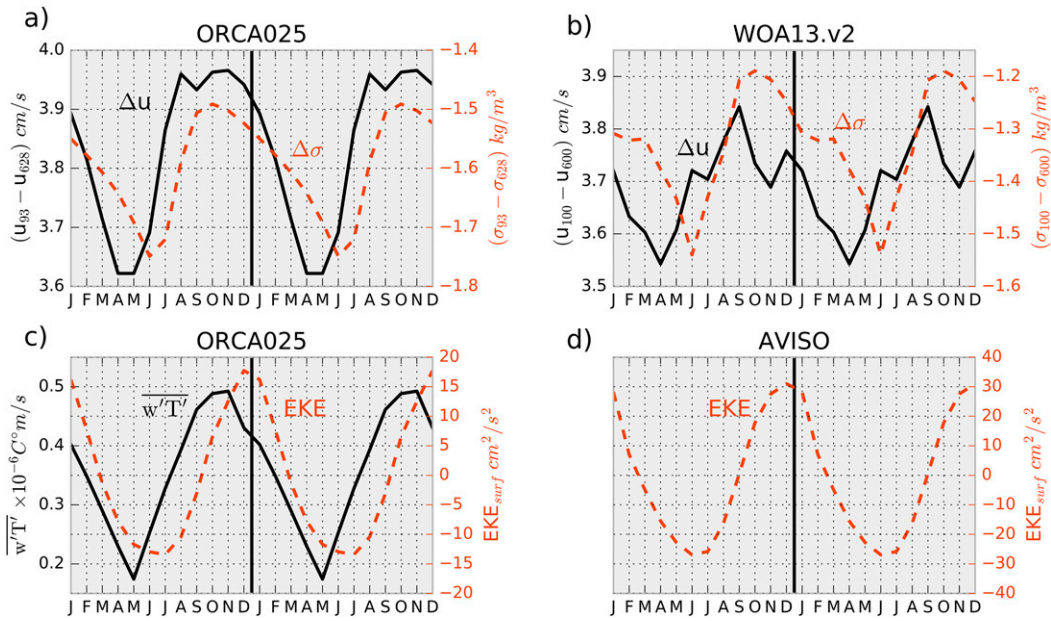 a)
ORCA025
4.0
3.9
3.8
3.7
3.6
(u₉₃ − u₆₂₈) cm/s
Δu
Δσ
−1.4
−1.5
−1.6
−1.7
−1.8
(σ₉₃ − σ₆₂₈) kg/m³
J F M A M J J A S O N D J F M A M J J A S O N D
b)
WOA13.v2
3.9
3.8
3.7
3.6
3.5
(u₁₀₀ − u₆₀₀) cm/s
Δu
Δσ
−1.2
−1.3
−1.4
−1.5
−1.6
(σ₁₀₀ − σ₆₀₀) kg/m³
J F M A M J J A S O N D J F M A M J J A S O N D
c)
ORCA025
0.5
0.4
0.3
0.2
w'T' ×10⁻⁶C°m/s
w'T'
EKE
20
15
10
5
0
−5
−10
−15
−20
EKE_surf cm²/s²
J F M A M J J A S O N D J F M A M J J A S O N D
d)
AVISO
EKE
40
30
20
10
0
−10
−20
−30
−40
EKE_surf cm²/s²
J F M A M J J A S O N D J F M A M J J A S O N D